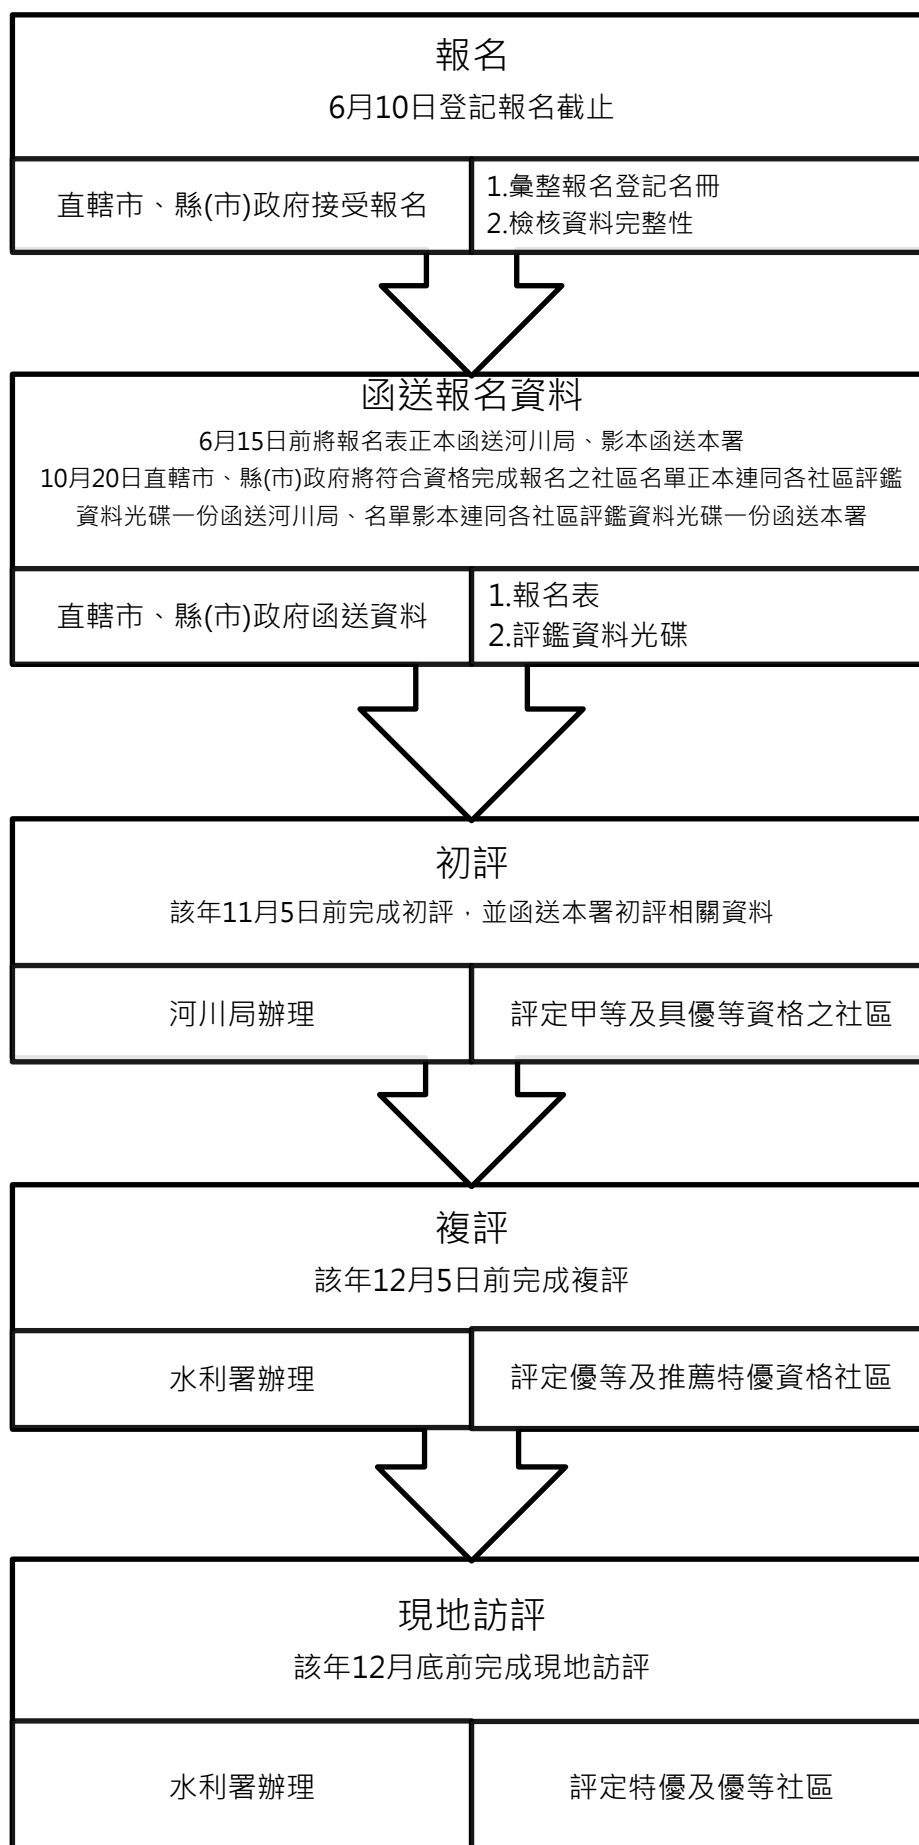 報名
6月10日登記報名截止
直轄市、縣(市)政府接受報名
1.彙整報名登記名冊
2.檢核資料完整性
函送報名資料
6月15日前將報名表正本函送河川局、影本函送本署
10月20日直轄市、縣(市)政府將符合資格完成報名之社區名單正本連同各社區評鑑
資料光碟一份函送河川局、名單影本連同各社區評鑑資料光碟一份函送本署
直轄市、縣(市)政府函送資料
1.報名表
2.評鑑資料光碟
初評
該年11月5日前完成初評，並函送本署初評相關資料
河川局辦理
評定甲等及具優等資格之社區
複評
該年12月5日前完成複評
水利署辦理
評定優等及推薦特優資格社區
現地訪評
該年12月底前完成現地訪評
水利署辦理
評定特優及優等社區